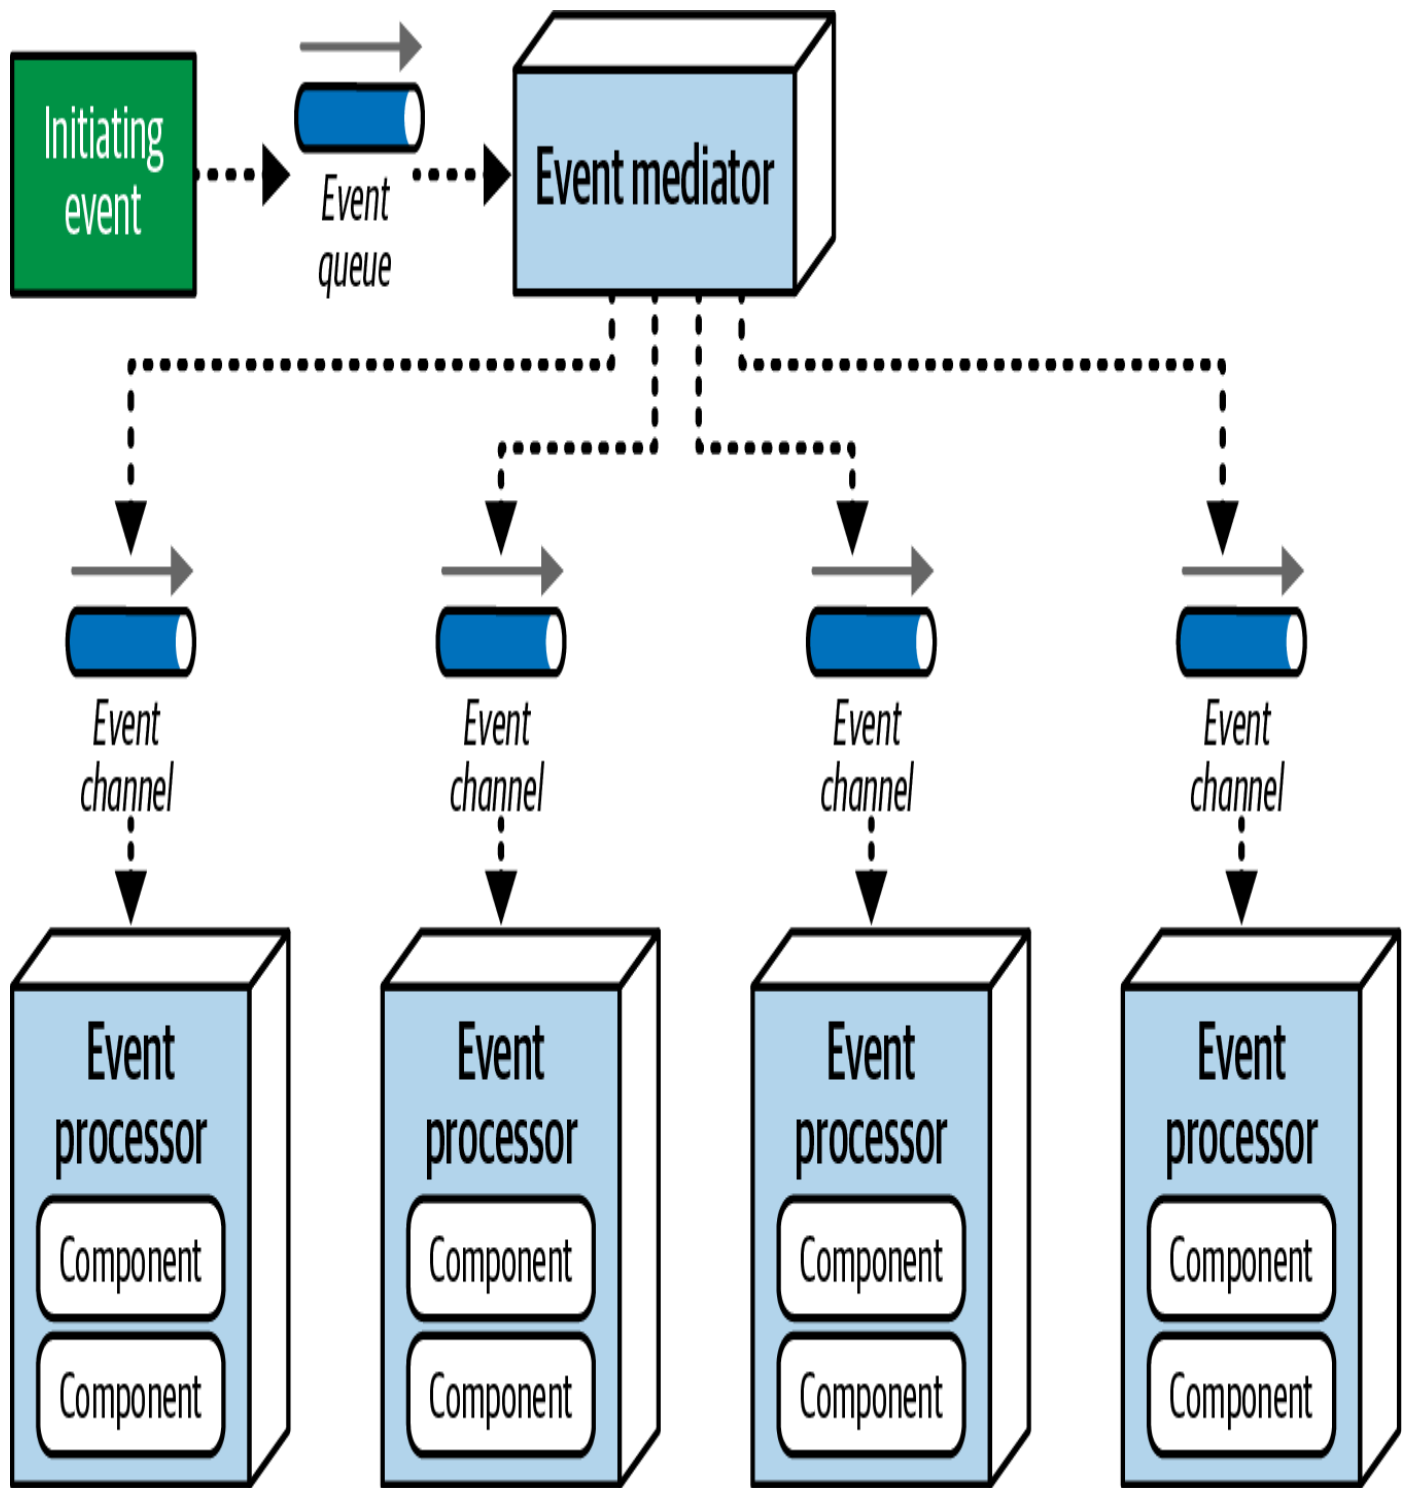 Initiating
event
Event
queue
Event mediator
Event
channel
Event
channel
Event
channel
Event
channel
Event
processor
Component
Component
Event
processor
Component
Component
Event
processor
Component
Component
Event
processor
Component
Component